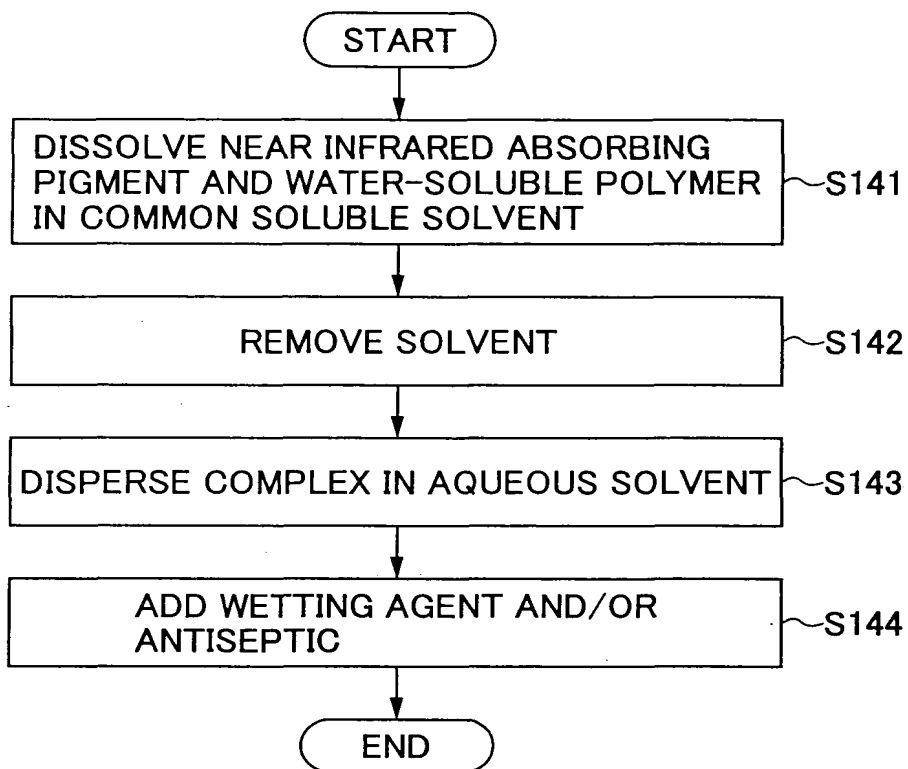 START
DISSOLVE NEAR INFRARED ABSORBING
PIGMENT AND WATER-SOLUBLE POLYMER
IN COMMON SOLUBLE SOLVENT
S141
REMOVE SOLVENT
S142
DISPERSE COMPLEX IN AQUEOUS SOLVENT
S143
ADD WETTING AGENT AND/OR
ANTISEPTIC
S144
END